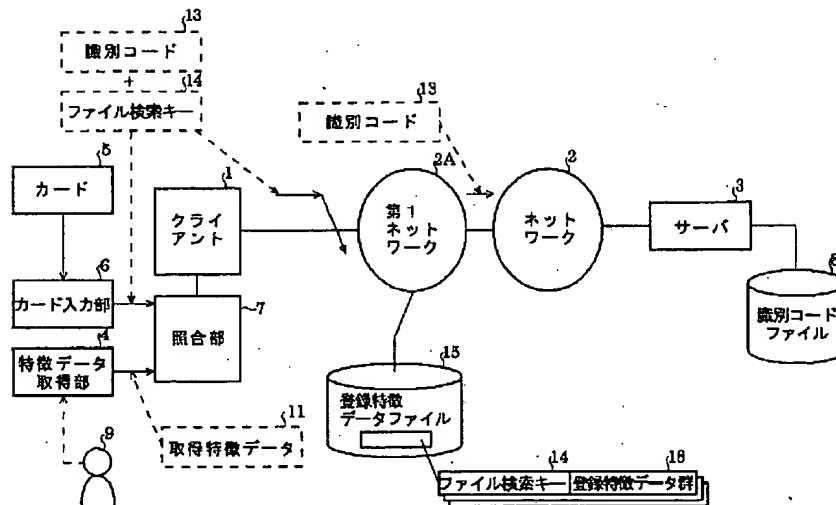 13
識別コード
+
14
ファイル検索キー
13
識別コード
5
カード
1
クライ
アント
2A
第1
ネット
ワーク
2
ネット
ワーク
3
サーバ
8
識別コード
ファイル
6
カード入力部
7
照合部
4
特徴データ
取得部
15
登録特徴
データファイル
11
取得特徴データ
9
14
18
ファイル検索キー 登録特徴データ群